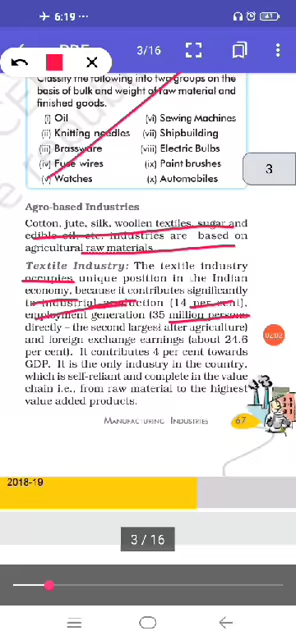 6:19
47
3/16
Classify the following into two groups on the
basis of bulk and weight of raw material and
finished goods.
(i) Oil (vi) Sewing Machines
(ii) Knitting needles (vii) Shipbuilding
(iii) Brassware (viii) Electric Bulbs
(iv) Fuse wires (ix) Paint brushes
(v) Watches (x) Automobiles
3
Agro-based Industries
Cotton, jute, silk, woollen textiles, sugar and
edible oil, etc. industries are based on
agricultural raw materials
Textile Industry: The textile industry
occupies unique position in the Indian
economy, because it contributes significantly
to industrial production (14 per cent),
employment generation (35 million persons
directly – the second largest after agriculture)
and foreign exchange earnings (about 24.6
per cent). It contributes 4 per cent towards
GDP. It is the only industry in the country,
which is self-reliant and complete in the value
chain i.e., from raw material to the highest
value added products.
02:02
Manufacturing Industries 67
2018-19
3 / 16